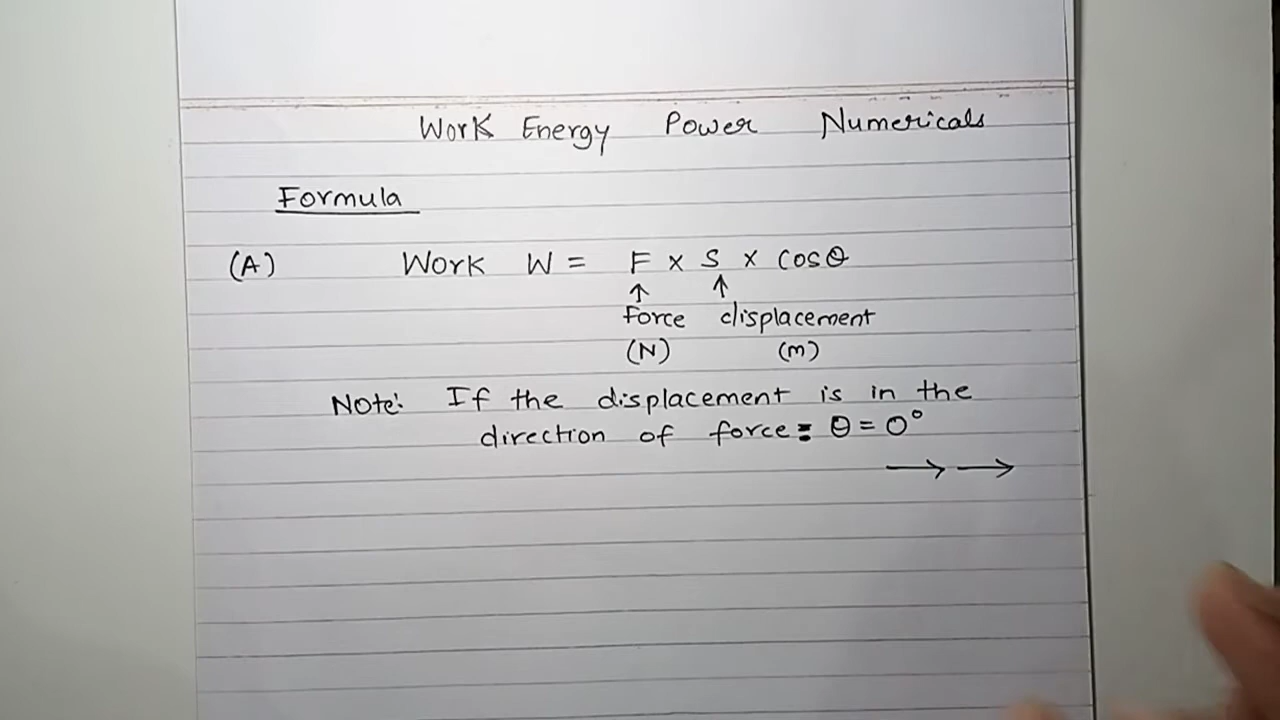 Work Energy Power Numericals
Formula
(A) Work W = F × S × cosθ
↑ ↑
force displacement
(N) (m)
Note: If the displacement is in the
direction of force = θ = 0°
→ →